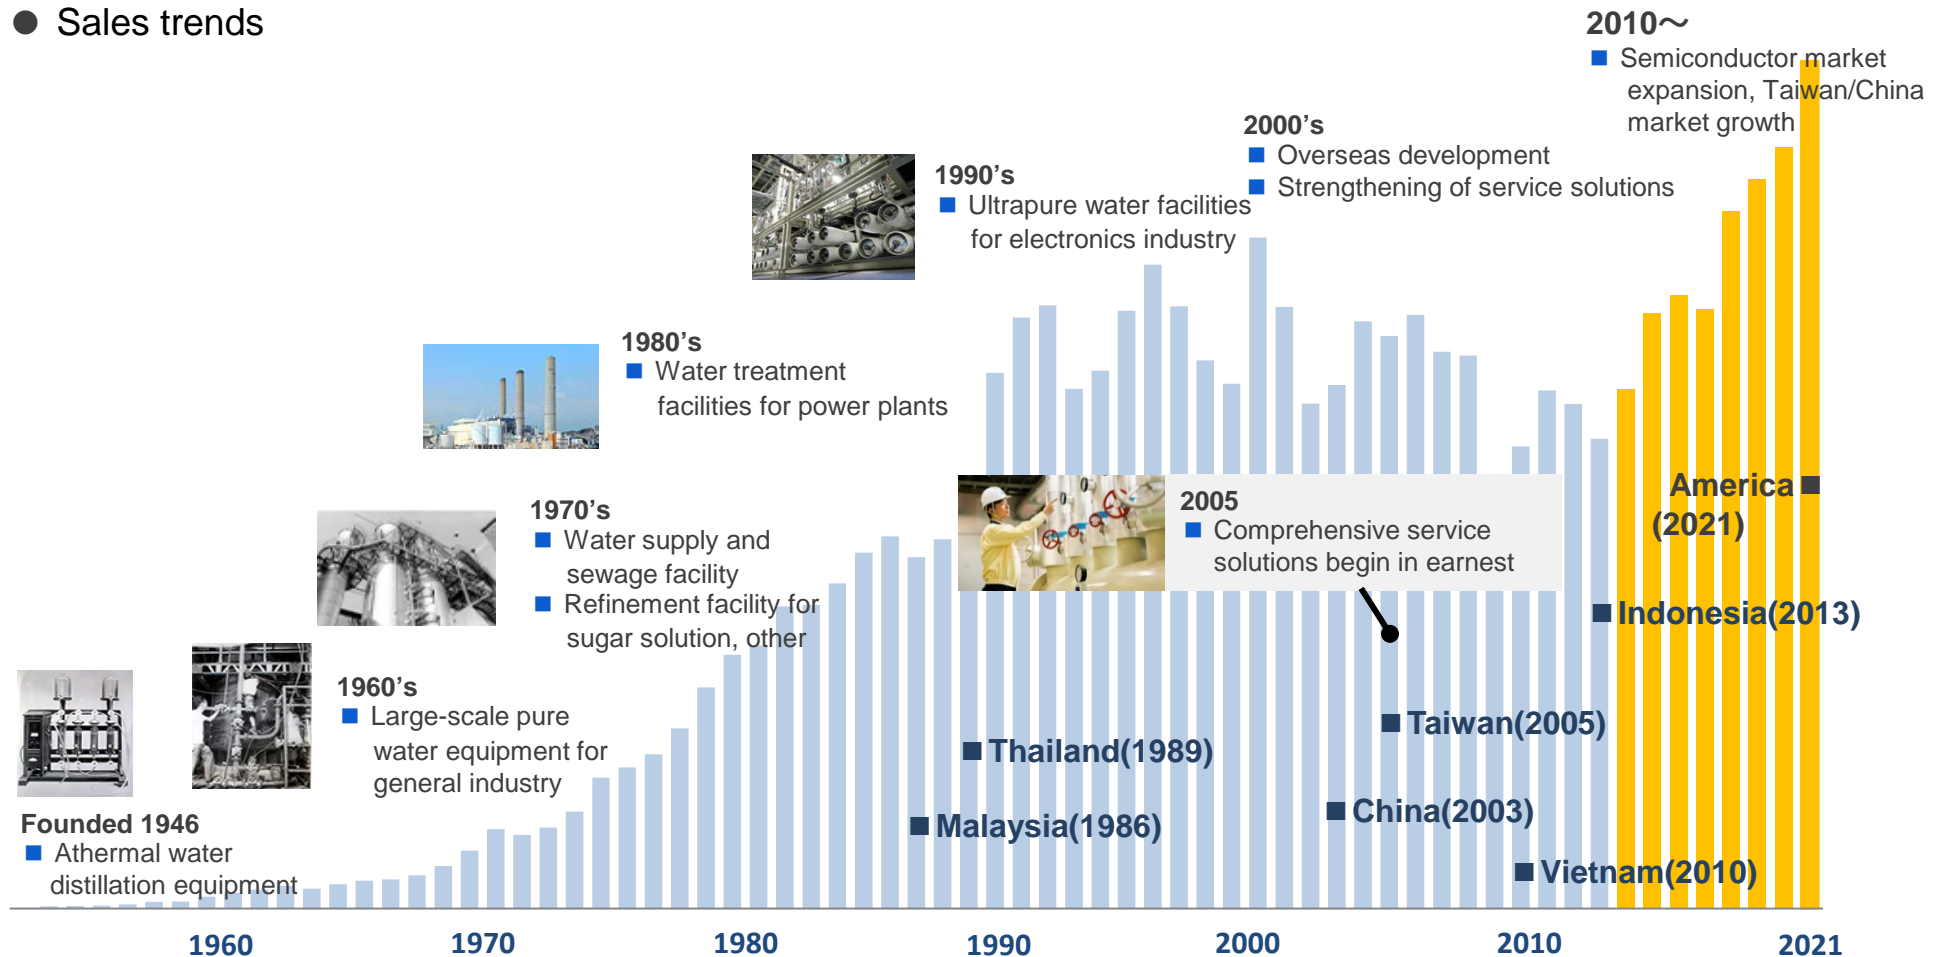 ● Sales trends
2010～
■ Semiconductor market
expansion, Taiwan/China
market growth
2000’s
■ Overseas development
■ Strengthening of service solutions
1990’s
■ Ultrapure water facilities
for electronics industry
1980’s
■ Water treatment
facilities for power plants
1970’s
■ Water supply and
sewage facility
■ Refinement facility for
sugar solution, other
2005
■ Comprehensive service
solutions begin in earnest
1960’s
■ Large-scale pure
water equipment for
general industry
Founded 1946
■ Athermal water
distillation equipment
■ Malaysia(1986)
■ Thailand(1989)
■ China(2003)
■ Taiwan(2005)
■ Vietnam(2010)
■ Indonesia(2013)
America ■
(2021)
1960
1970
1980
1990
2000
2010
2021